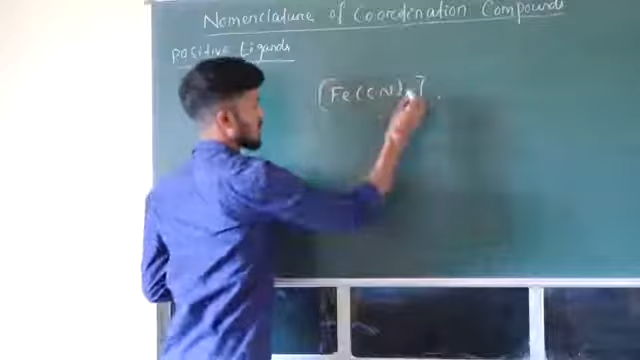 Nomenclature of Coordination Compounds
positive Ligands
[Fe(CN)